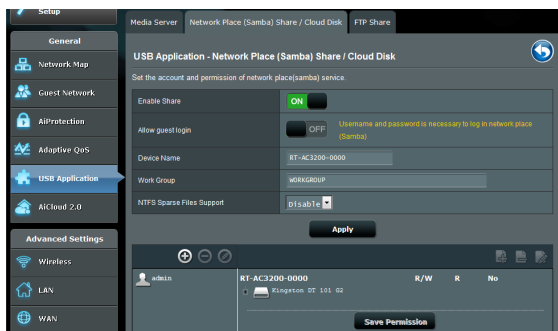 Setup
General
Network Map
Guest Network
AiProtection
Adaptive QoS
USB Application
AiCloud 2.0
Advanced Settings
Wireless
LAN
WAN
Media Server
Network Place (Samba) Share / Cloud Disk
FTP Share
USB Application - Network Place (Samba) Share / Cloud Disk
Set the account and permission of network place(samba) service.
Enable Share
ON
Allow guest login
OFF
Username and password is necessary to log in network place
(Samba)
Device Name
RT-AC3200-0000
Work Group
WORKGROUP
NTFS Sparse Files Support
Disable
Apply
admin
RT-AC3200-0000
R/W
R
No
Kingston DT 101 G2
Save Permission